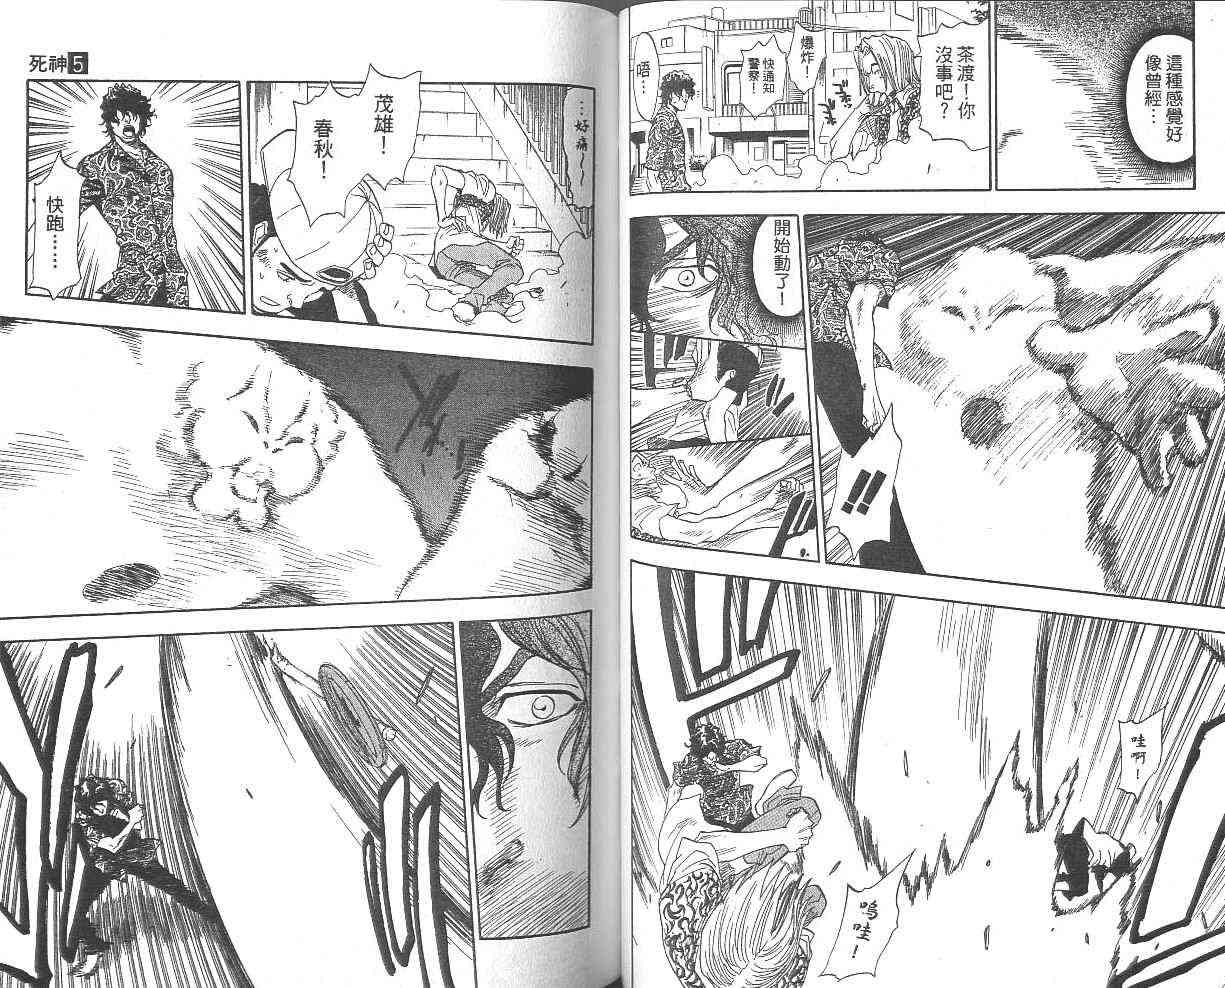 這種感覺好
像曾經…
茶渡！你
沒事吧？
爆炸！
快通知
警察！
唔…
開始動了！
!!
哇啊！
嗚哇！
死神5
…好痛～
茂雄！
春秋！
快跑……